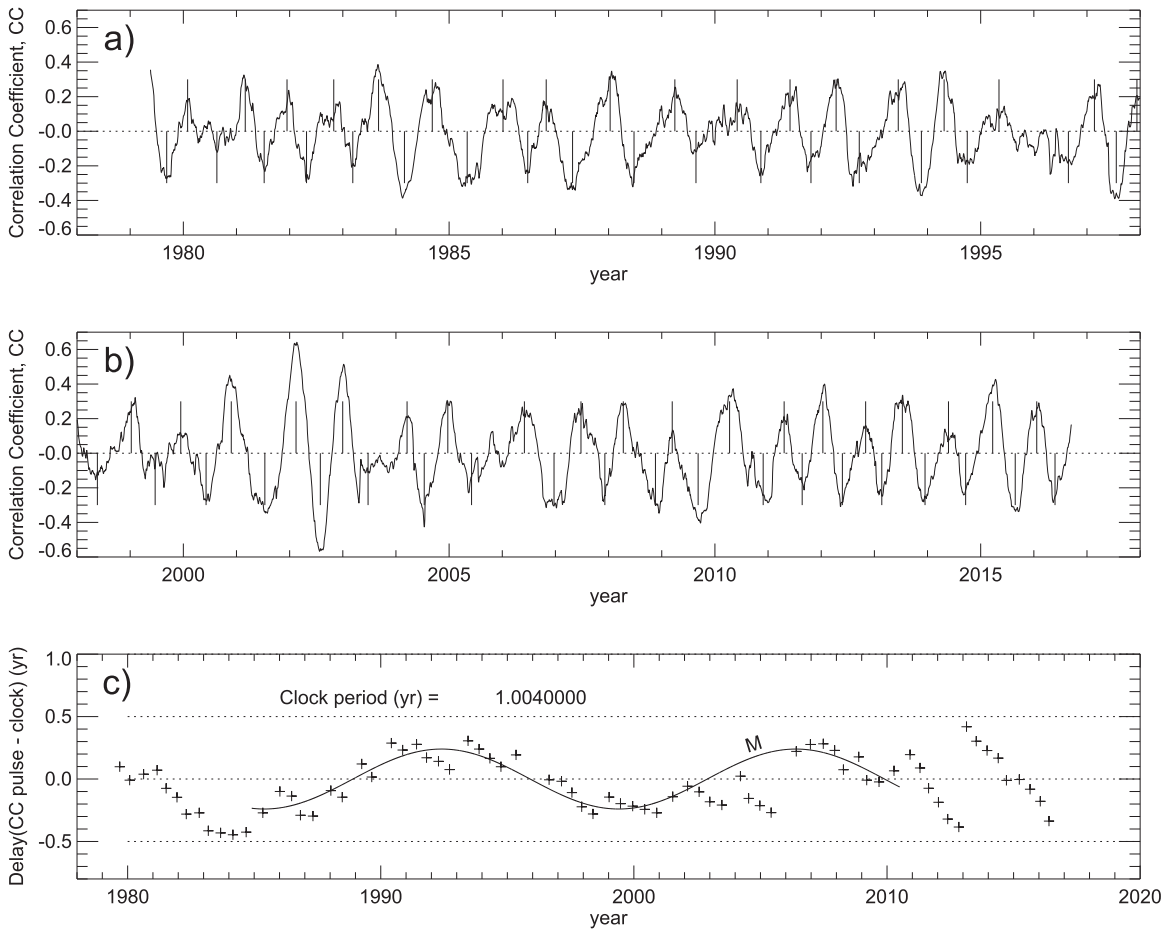 a)
Correlation Coefficient, CC
0.6
0.4
0.2
-0.0
-0.2
-0.4
-0.6
1980 1985 1990 1995
year
b)
Correlation Coefficient, CC
0.6
0.4
0.2
-0.0
-0.2
0.4
-0.6
2000 2005 2010 2015
year
c)
Delay(CC pulse - clock) (yr)
1.0
0.5
0.0
-0.5
Clock period (yr) = 1.0040000
M
1980 1990 2000 2010 2020
year